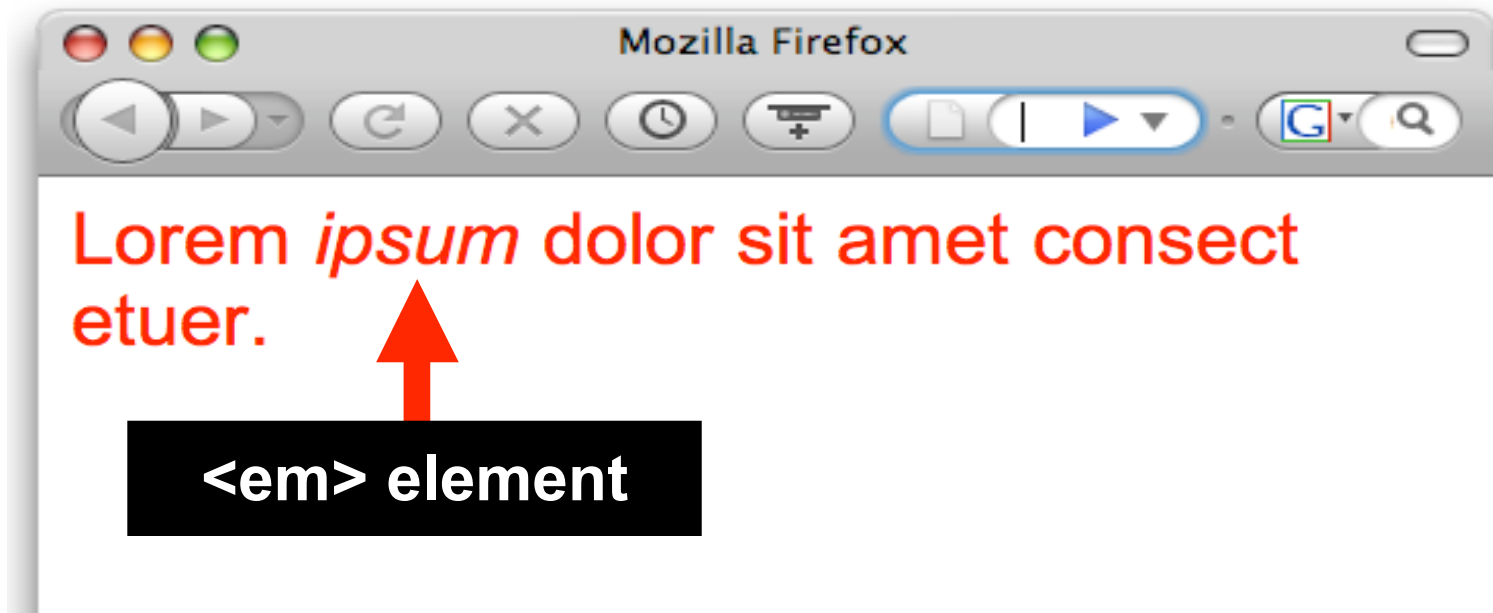 Mozilla Firefox
G
Lorem ipsum dolor sit amet consect
etuer.
<em> element